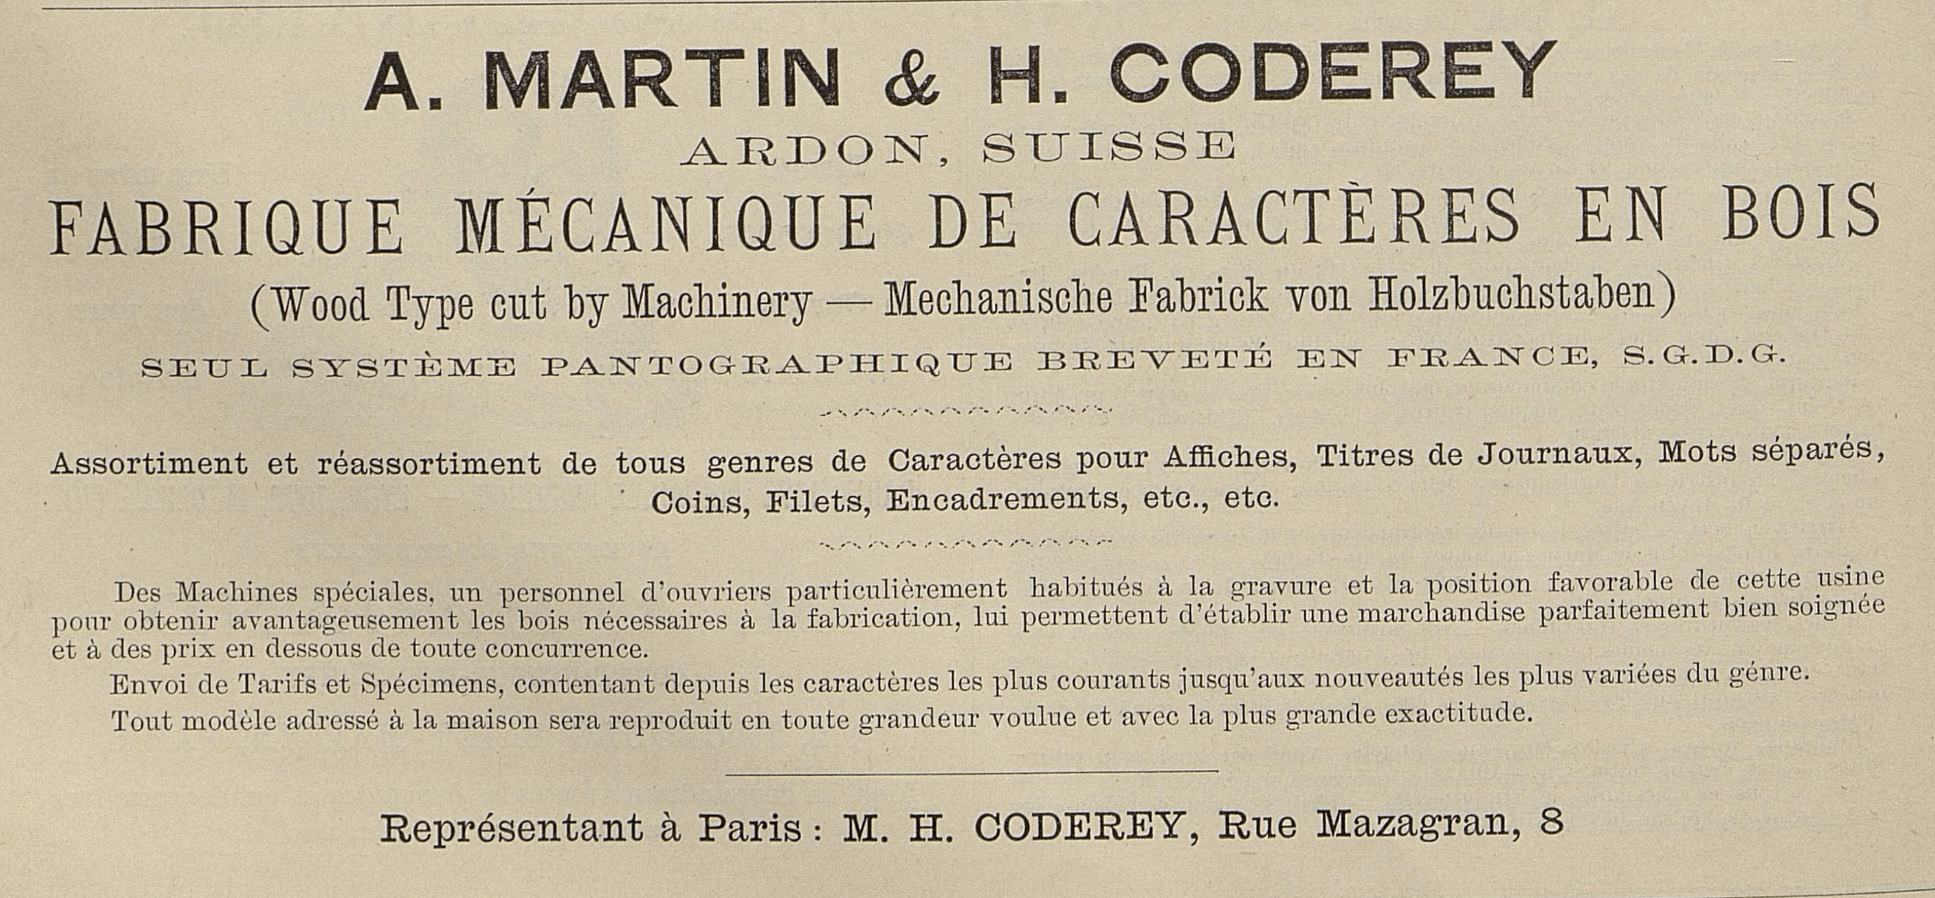 A. MARTIN & H. CODEREY
ARDON, SUISSE
FABRIQUE MÉCANIQUE DE CARACTÈRES EN BOIS
(Wood Type cut by Machinery — Mechanische Fabrick von Holzbuchstaben)
SEUL SYSTÈME PANTOGRAPHIQUE BREVETÉ EN FRANCE, S.G.D.G.
Assortiment et réassortiment de tous genres de Caractères pour Affiches, Titres de Journaux, Mots séparés,
Coins, Filets, Encadrements, etc., etc.
Des Machines spéciales, un personnel d'ouvriers particulièrement habitués à la gravure et la position favorable de cette usine
pour obtenir avantageusement les bois nécessaires à la fabrication, lui permettent d'établir une marchandise parfaitement bien soignée
et à des prix en dessous de toute concurrence.
Envoi de Tarifs et Spécimens, contentant depuis les caractères les plus courants jusqu'aux nouveautés les plus variées du génre.
Tout modèle adressé à la maison sera reproduit en toute grandeur voulue et avec la plus grande exactitude.
Représentant à Paris : M. H. CODEREY, Rue Mazagran, 8